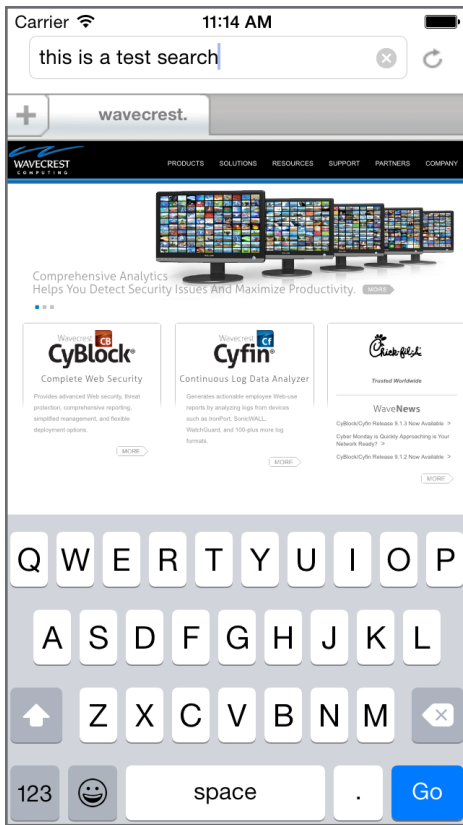 Carrier 11:14 AM
this is a test search
+ wavecrest.
WAVECREST
COMPUTING
PRODUCTS SOLUTIONS RESOURCES SUPPORT PARTNERS COMPANY
Comprehensive Analytics
Helps You Detect Security Issues And Maximize Productivity. MORE
Wavecrest CB
CyBlock®
Complete Web Security
Provides advanced Web security, threat
protection, comprehensive reporting,
simplified management, and flexible
deployment options.
MORE
Wavecrest Cf
Cyfin®
Continuous Log Data Analyzer
Generates actionable employee Web-use
reports by analyzing logs from devices
such as IronPort, SonicWALL,
WatchGuard, and 100-plus more log
formats.
MORE
Chick-fil-A
Trusted Worldwide
WaveNews
CyBlock/Cyfin Release 9.1.3 Now Available >
Cyber Monday is Quickly Approaching is Your
Network Ready? >
CyBlock/Cyfin Release 9.1.2 Now Available >
MORE
Q W E R T Y U I O P
A S D F G H J K L
Z X C V B N M
123 space . Go